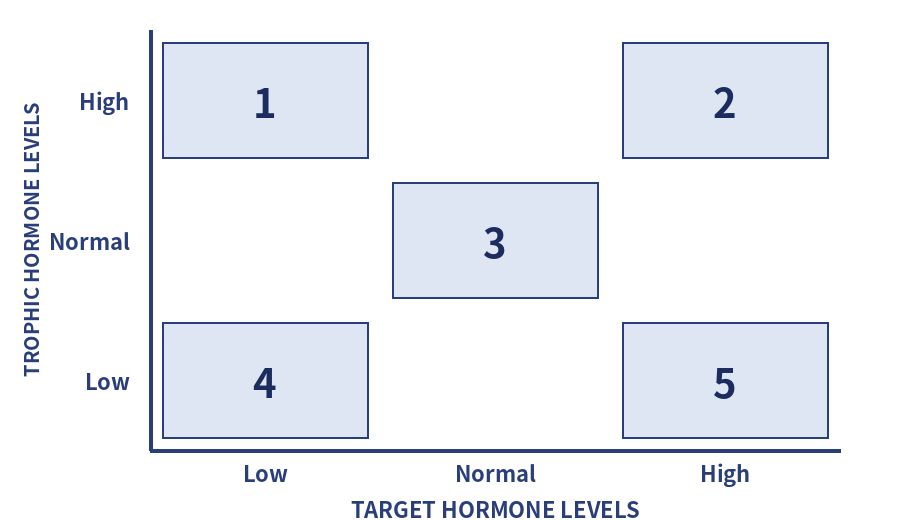 TROPHIC HORMONE LEVELS
High
1
2
Normal
3
Low
4
5
Low
Normal
High
TARGET HORMONE LEVELS